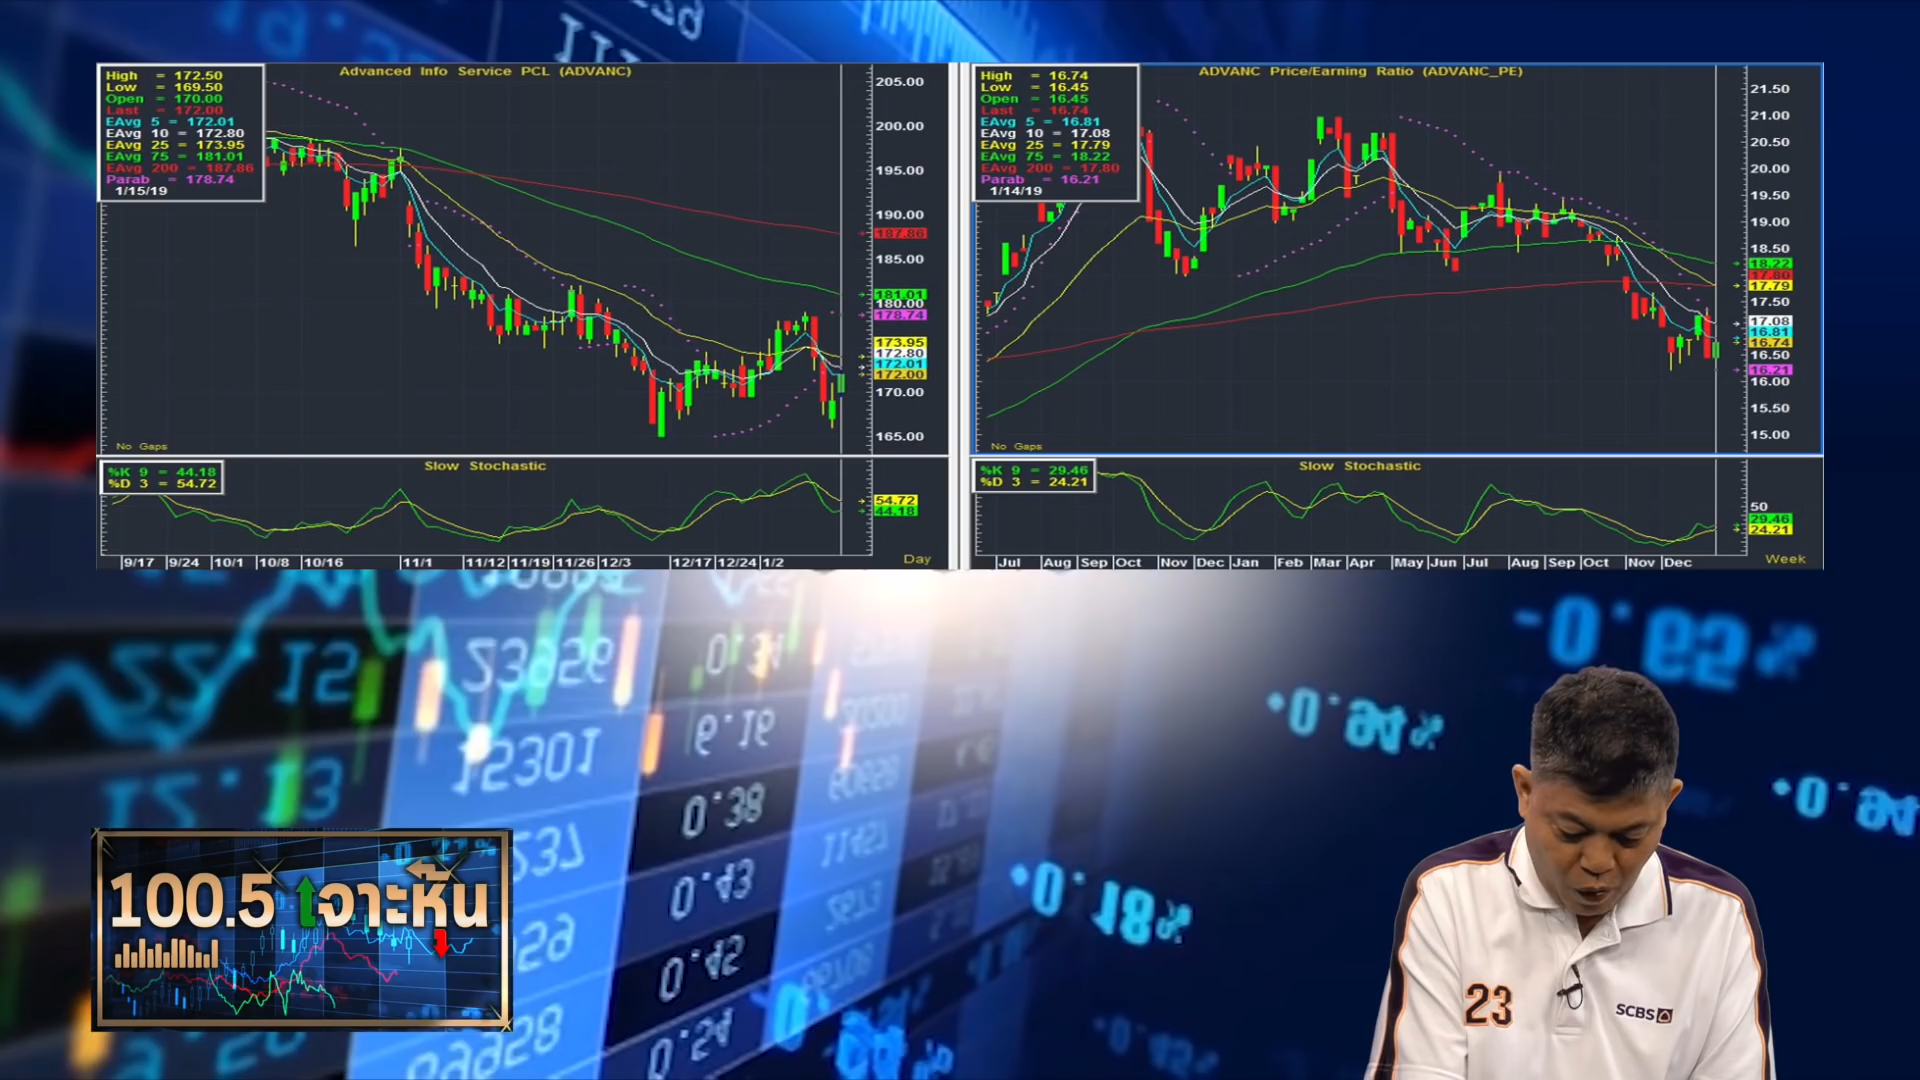 Advanced Info Service PCL (ADVANC)
High = 172.50
Low = 169.50
Open = 170.00
Last = 172.00
EAvg 5 = 172.01
EAvg 10 = 172.80
EAvg 25 = 173.95
EAvg 75 = 181.01
EAvg 200 = 187.86
Parab = 178.74
1/15/19
205.00
200.00
195.00
190.00
187.86
185.00
181.01
180.00
178.74
173.95
172.80
172.01
172.00
170.00
165.00
No Gaps
Slow Stochastic
%K 9 = 44.18
%D 3 = 54.72
54.72
44.18
9/17 9/24 10/1 10/8 10/16 11/1 11/12 11/19 11/26 12/3 12/17 12/24 1/2
Day
ADVANC Price/Earning Ratio (ADVANC_PE)
High = 16.74
Low = 16.45
Open = 16.45
Last = 16.74
EAvg 5 = 16.81
EAvg 10 = 17.08
EAvg 25 = 17.79
EAvg 75 = 18.22
EAvg 200 = 17.80
Parab = 16.21
1/14/19
21.50
21.00
20.50
20.00
19.50
19.00
18.50
18.22
17.80
17.79
17.50
17.08
16.81
16.74
16.50
16.21
16.00
15.50
15.00
No Gaps
Slow Stochastic
%K 9 = 29.46
%D 3 = 24.21
50
29.46
24.21
Jul Aug Sep Oct Nov Dec Jan Feb Mar Apr May Jun Jul Aug Sep Oct Nov Dec
Week
100.5 เจาะหุ้น
23
SCBS